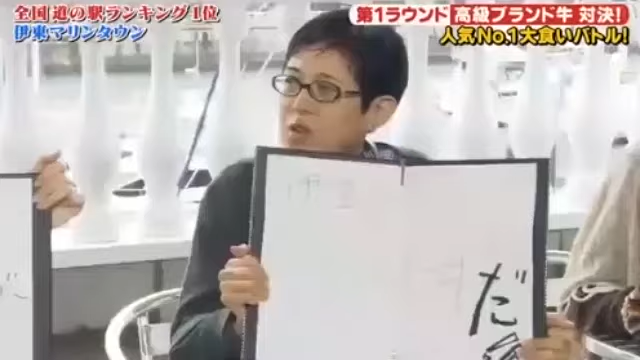 全国道の駅ランキング1位
伊東マリンタウン
第1ラウンド 高級ブランド牛 対決!
人気No.1大食いバトル!
だ